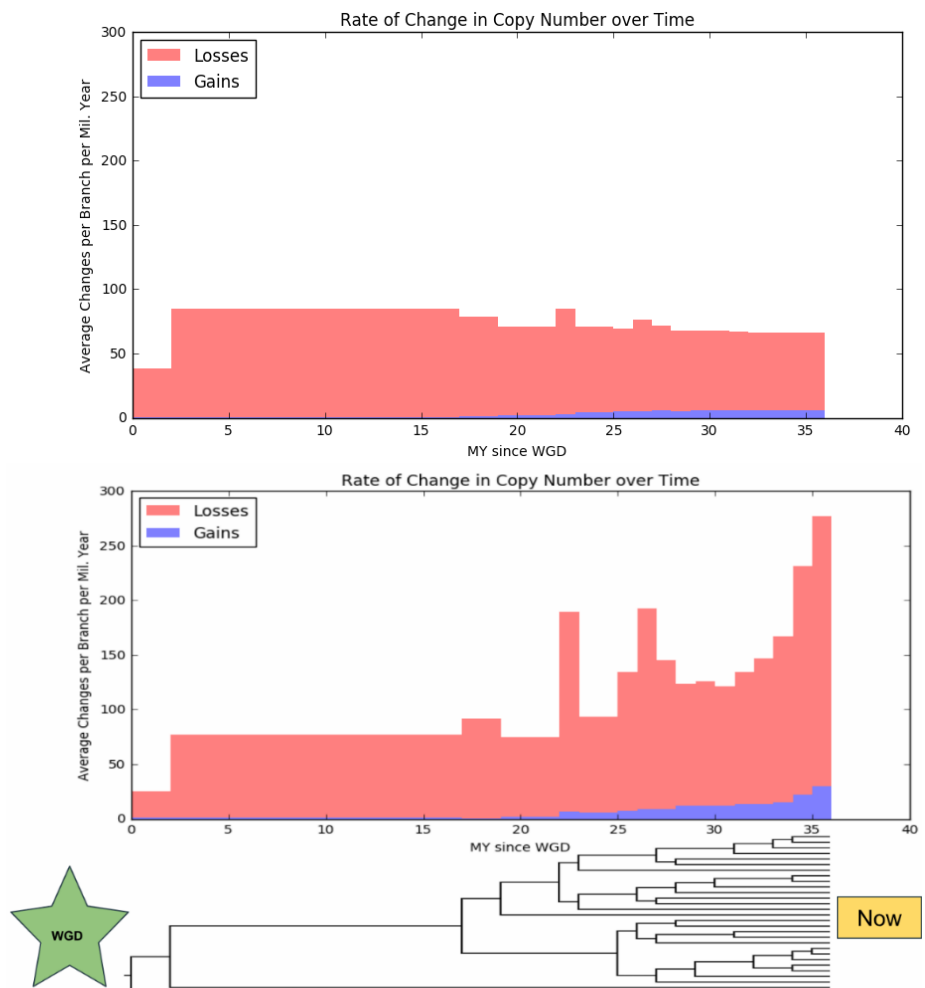 Rate of Change in Copy Number over Time
300
250
200
150
100
50
0
Average Changes per Branch per Mil. Year
Losses
Gains
0 5 10 15 20 25 30 35 40
MY since WGD
Rate of Change in Copy Number over Time
300
250
200
150
100
50
0
Average Changes per Branch per Mil. Year
Losses
Gains
0 5 10 15 20 25 30 35 40
MY since WGD
WGD
Now